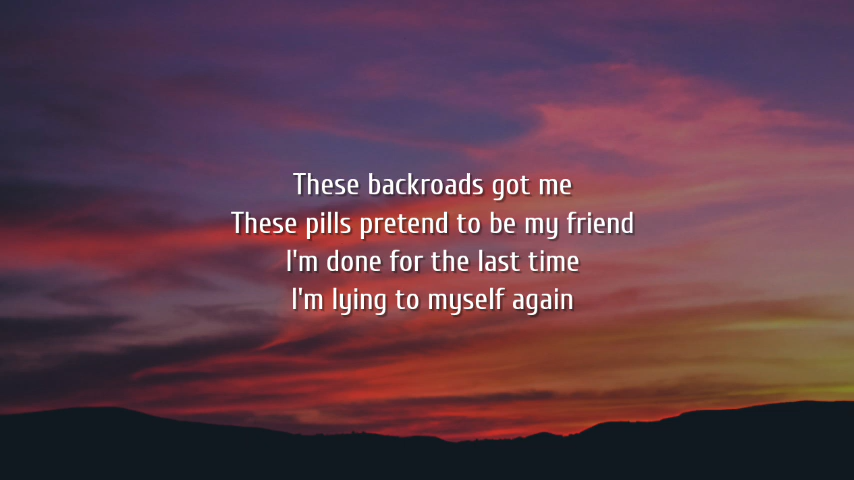 These backroads got me
These pills pretend to be my friend
I'm done for the last time
I'm lying to myself again